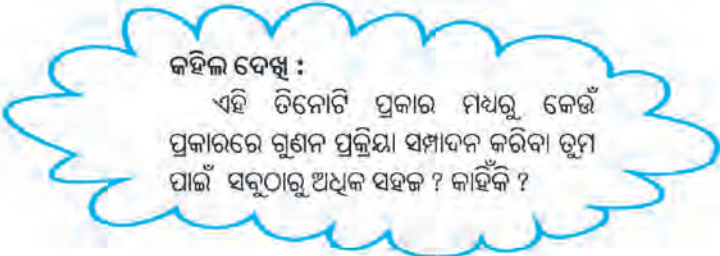 କହିଲ ଦେଖି :
ଏହି ତିନୋଟି ପ୍ରକାର ମଧ୍ୟରୁ କେଉଁ
ପ୍ରକାରରେ ଗୁଣନ ପ୍ରକ୍ରିୟା ସମ୍ପାଦନ କରିବା ତୁମ
ପାଇଁ ସବୁଠାରୁ ଅଧିକ ସହଜ ? କାହିଁକି ?